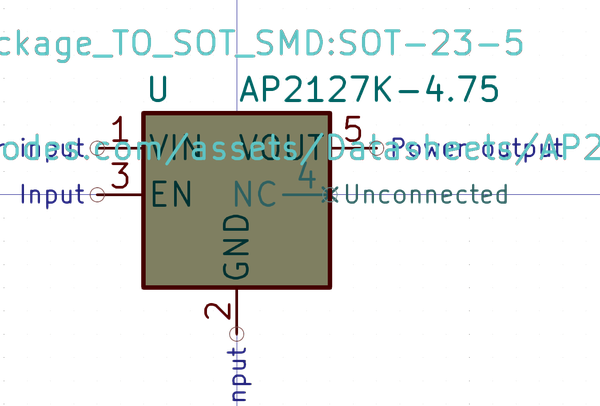 ckage_TO_SOT_SMD:SOT-23-5
U AP2127K-4.75
1 VIN VOUT 5
r input odes.com/assets/Datasheets/AP2 Power output
Input 3 EN NC 4 Unconnected
GND
2
nput